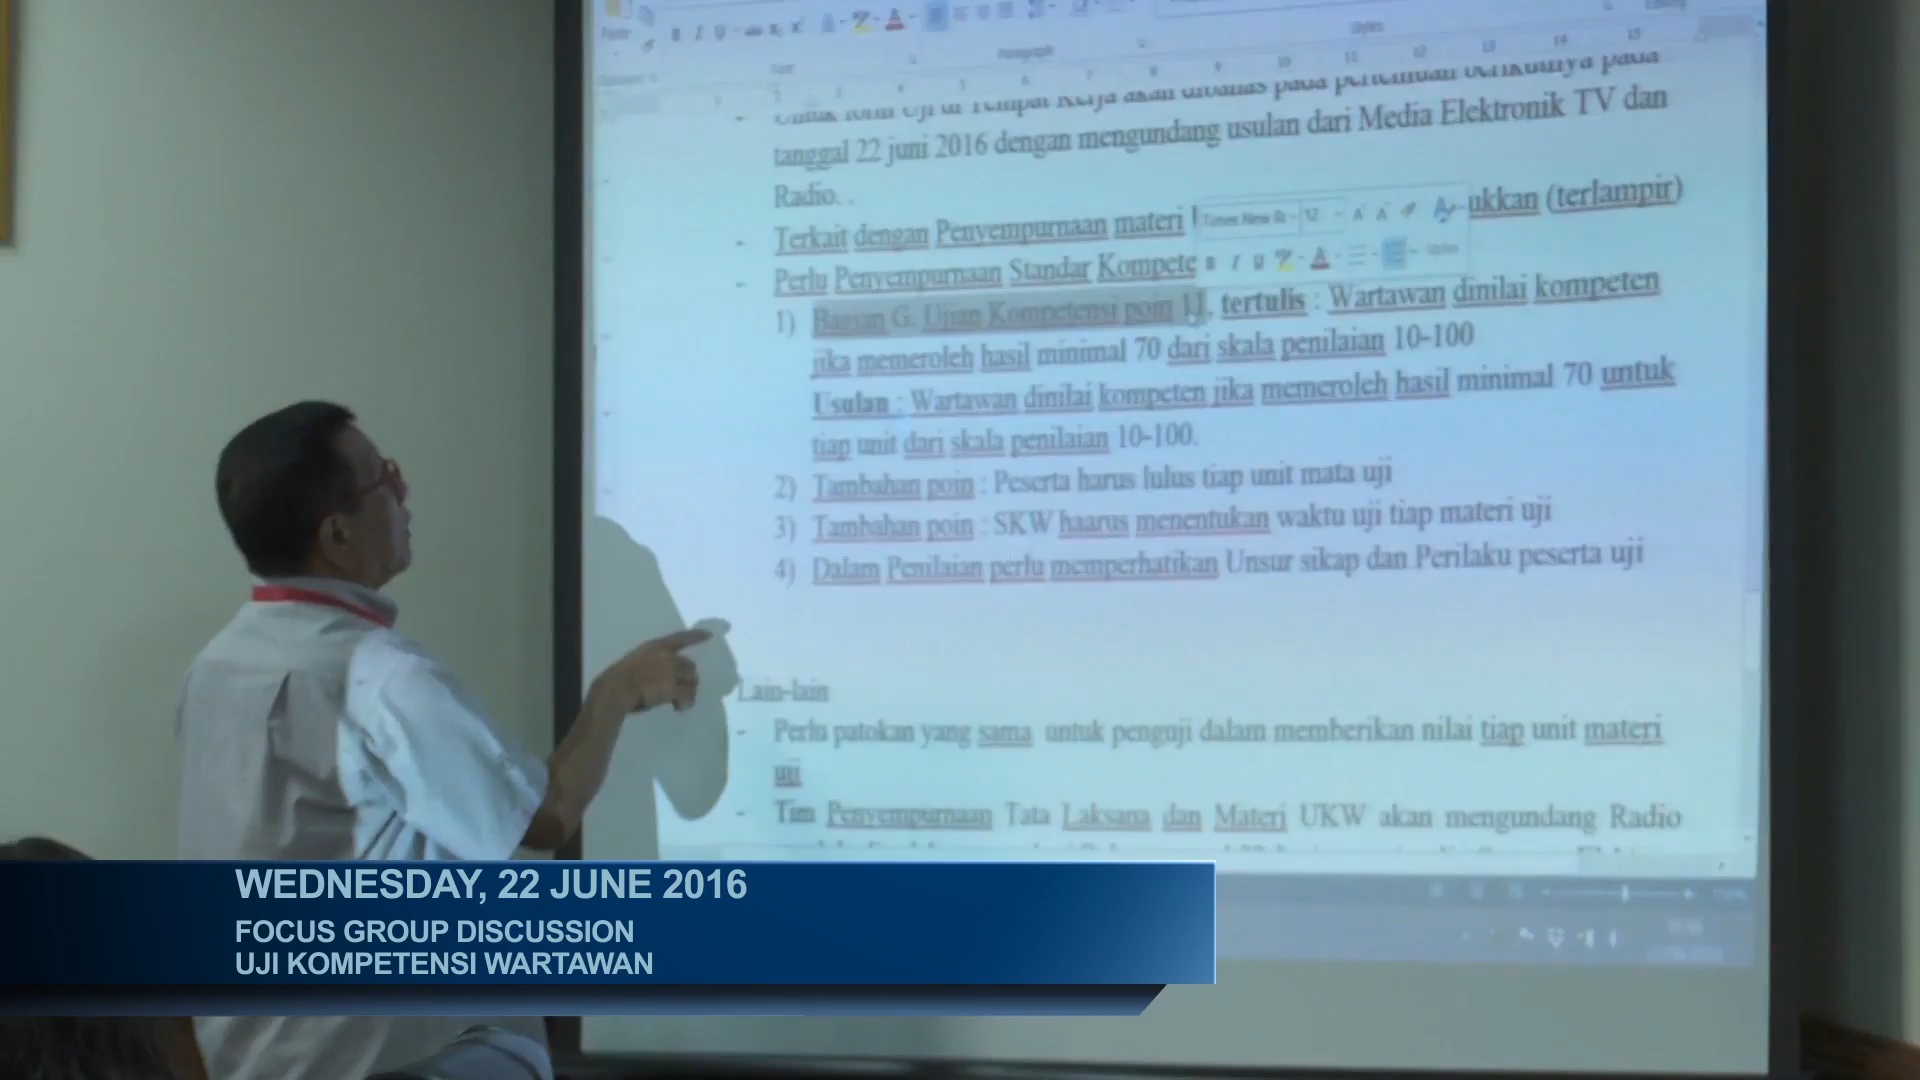 - Untuk form Uji di Tempat Kerja akan dibahas pada pertemuan berikutnya pada
tanggal 22 juni 2016 dengan mengundang usulan dari Media Elektronik TV dan
Radio. .
- Terkait dengan Penyempurnaan materi ukkan (terlampir)
- Perlu Penyempurnaan Standar Kompete
1) G. Ujian Kompetensi poin 11, tertulis : Wartawan dinilai kompeten
jika memeroleh hasil minimal 70 dari skala penilaian 10-100
Usulan : Wartawan dinilai kompeten jika memeroleh hasil minimal 70 untuk
tiap unit dari skala penilaian 10-100.
2) Tambahan poin : Peserta harus lulus tiap unit mata uji
3) Tambahan poin : SKW haarus menentukan waktu uji tiap materi uji
4) Dalam Penilaian perlu memperhatikan Unsur sikap dan Perilaku peserta uji
Lain-lain
- Perlu patokan yang sama untuk penguji dalam memberikan nilai tiap unit materi
uji
- Tim Penyempurnaan Tata Laksana dan Materi UKW akan mengundang Radio
WEDNESDAY, 22 JUNE 2016
FOCUS GROUP DISCUSSION
UJI KOMPETENSI WARTAWAN